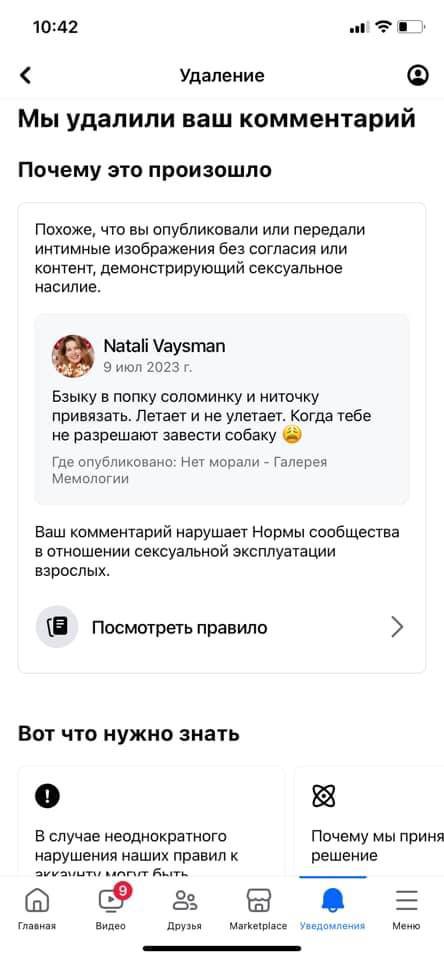 10:42
Удаление
Мы удалили ваш комментарий
Почему это произошло
Похоже, что вы опубликовали или передали
интимные изображения без согласия или
контент, демонстрирующий сексуальное
насилие.
Natali Vaysman
9 июл 2023 г.
Бзыку в попку соломинку и ниточку
привязать. Летает и не улетает. Когда тебе
не разрешают завести собаку 😩
Где опубликовано: Нет морали - Галерея
Мемологии
Ваш комментарий нарушает Нормы сообщества
в отношении сексуальной эксплуатации
взрослых.
Посмотреть правило
Вот что нужно знать
В случае неоднократного
нарушения наших правил к
аккаунту могут быть
Почему мы приня
решение
9
Главная
Видео
Друзья
Marketplace
Уведомления
Меню